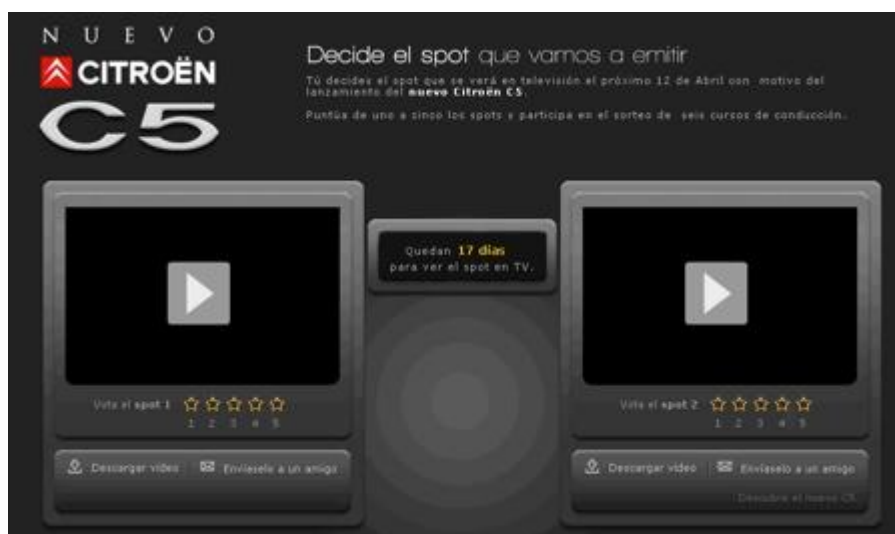 NUEVO
CITROËN
C5
Decide el spot que vamos a emitir
Tú decides el spot que se verá en televisión el próximo 12 de Abril con motivo del
lanzamiento del nuevo Citroën C5.
Puntúa de uno a cinco los spots y participa en el sorteo de seis cursos de conducción.
Quedan 17 días
para ver el spot en TV.
Vota el spot 1
1 2 3 4 5
Descargar vídeo
Envíaselo a un amigo
Vota el spot 2
1 2 3 4 5
Descargar vídeo
Envíaselo a un amigo
Descubre el nuevo C5